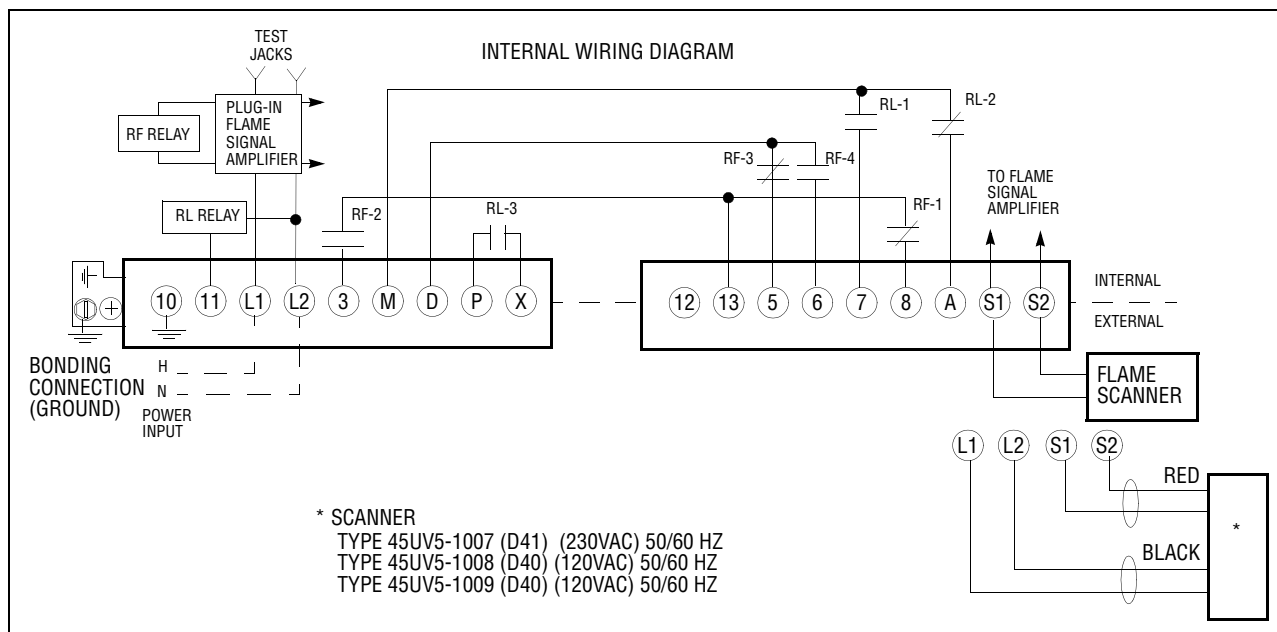 TEST
JACKS
INTERNAL WIRING DIAGRAM
PLUG-IN
FLAME
SIGNAL
AMPLIFIER
RF RELAY
RL RELAY
RF-2
RL-3
RF-3
RF-4
RL-1
RL-2
RF-1
TO FLAME
SIGNAL
AMPLIFIER
10 11 L1 L2 3 M D P X
12 13 5 6 7 8 A S1 S2
INTERNAL
EXTERNAL
BONDING
CONNECTION
(GROUND)
H
N
POWER
INPUT
FLAME
SCANNER
L1 L2 S1 S2
RED
BLACK
*
* SCANNER
TYPE 45UV5-1007 (D41) (230VAC) 50/60 HZ
TYPE 45UV5-1008 (D40) (120VAC) 50/60 HZ
TYPE 45UV5-1009 (D40) (120VAC) 50/60 HZ